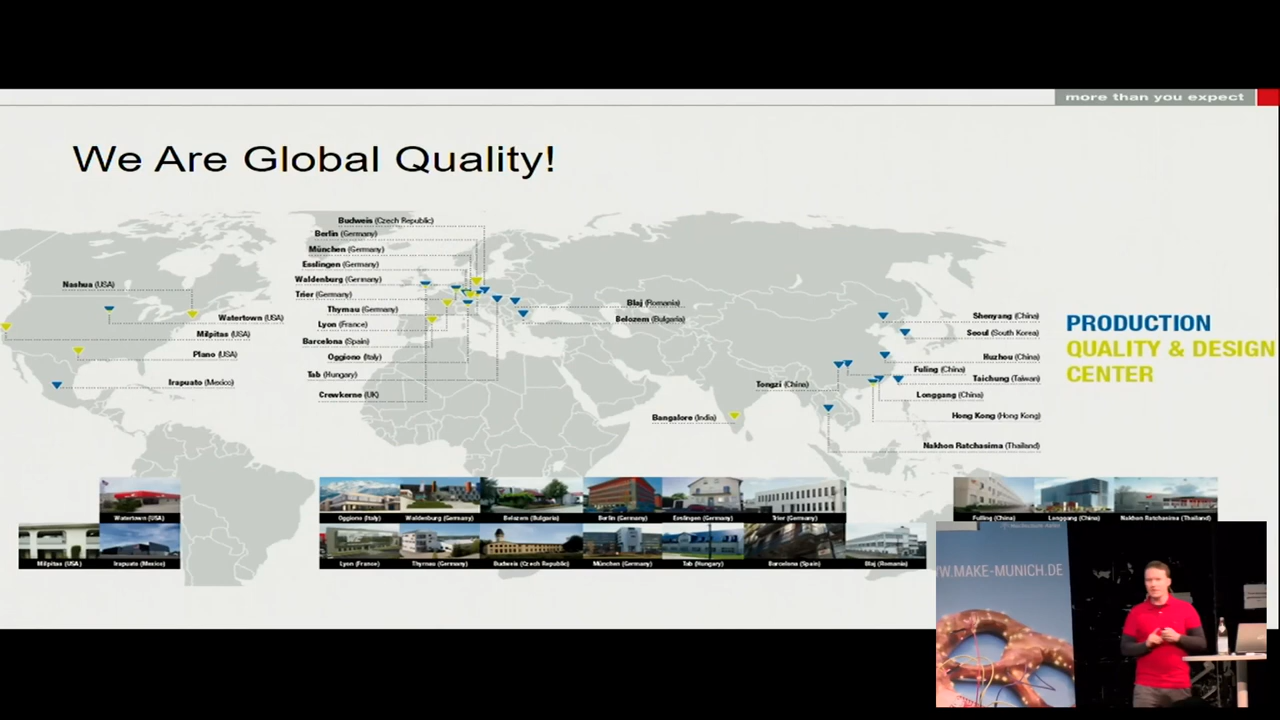 more than you expect
We Are Global Quality!
Budweis (Czech Republic)
Berlin (Germany)
München (Germany)
Esslingen (Germany)
Waldenburg (Germany)
Trier (Germany)
Thyrnau (Germany)
Lyon (France)
Barcelona (Spain)
Oggiono (Italy)
Tab (Hungary)
Crewkerne (UK)
Nashua (USA)
Watertown (USA)
Milpitas (USA)
Plano (USA)
Irapuato (Mexico)
Blaj (Romania)
Belozem (Bulgaria)
Shenyang (China)
Seoul (South Korea)
Huzhou (China)
Fuling (China)
Taichung (Taiwan)
Tongzi (China)
Longgang (China)
Bangalore (India)
Hong Kong (Hong Kong)
Nakhon Ratchasima (Thailand)
PRODUCTION
QUALITY & DESIGN
CENTER
Watertown (USA)
Milpitas (USA) Irapuato (Mexico)
Oggiono (Italy) Waldenburg (Germany) Belozem (Bulgaria) Berlin (Germany) Esslingen (Germany) Trier (Germany)
Lyon (Franse) Thyrnau (Germany) Budweis (Czech Republic) München (Germany) Tab (Hungary) Barcelona (Spain) Blaj (Romania)
Fulling (China) Longgang (China) Nakhon Ratchasima (Thailand)
W.MAKE-MUNICH.DE